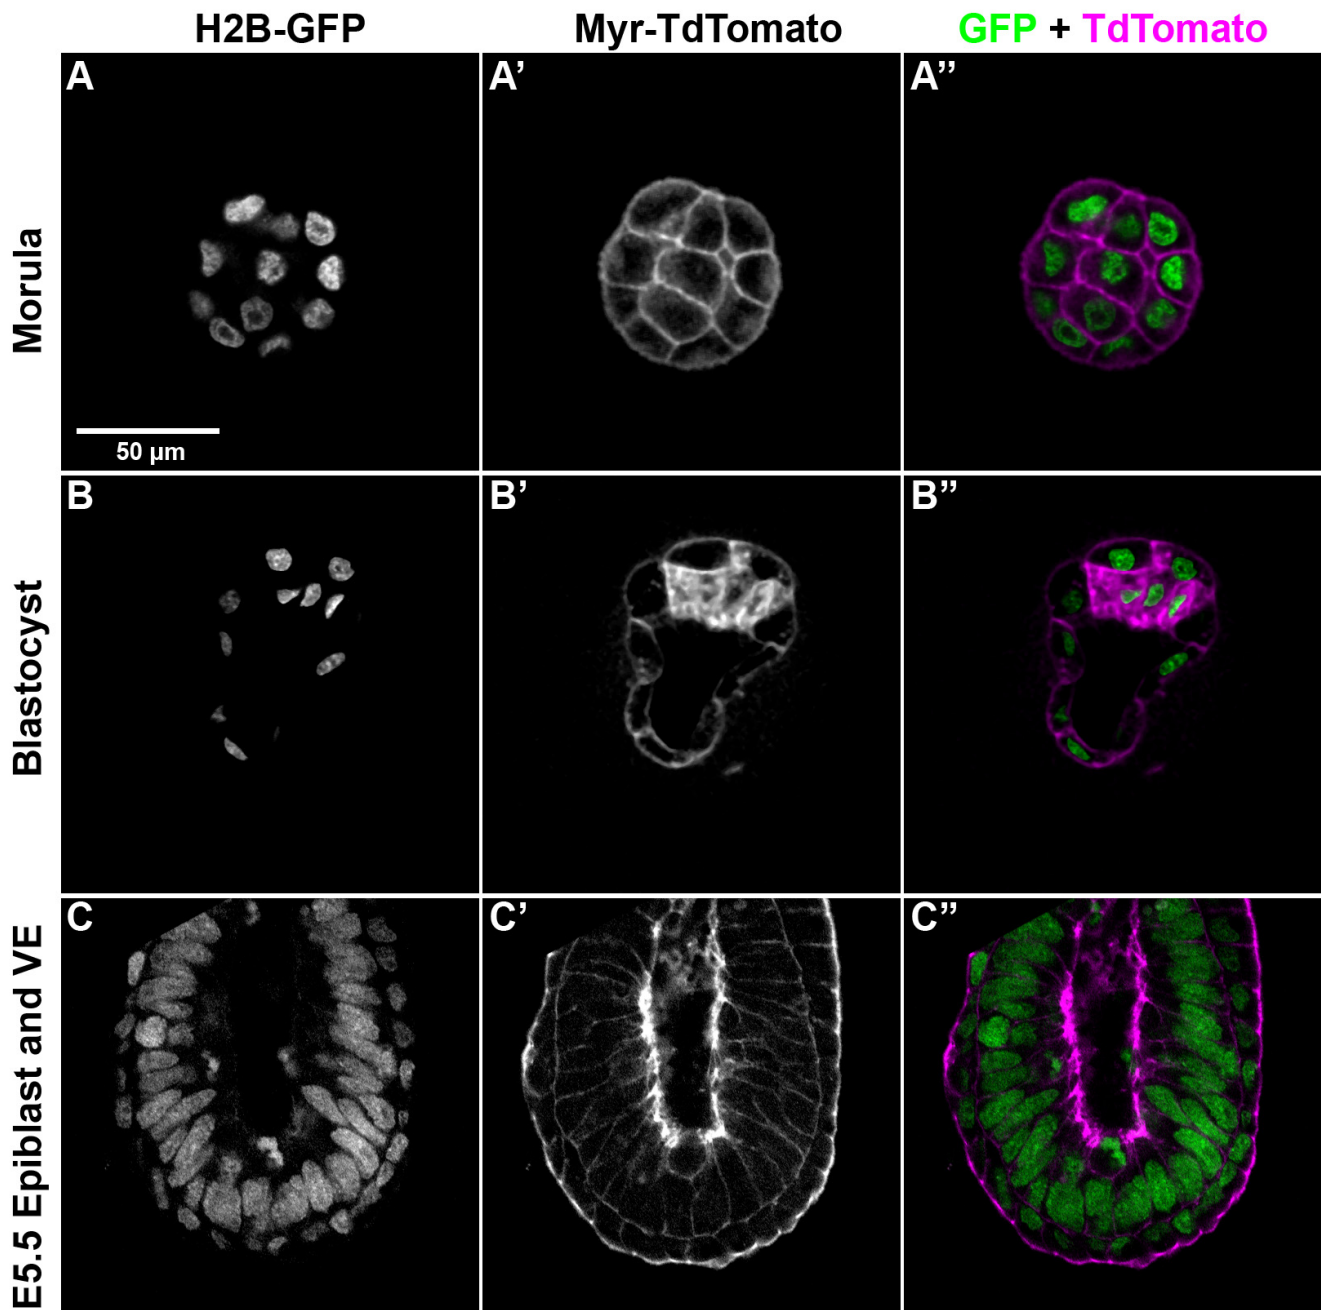 H2B-GFP Myr-TdTomato GFP + TdTomato
A A’ A’’
Morula
50 µm
B B’ B’’
Blastocyst
C C’ C’’
E5.5 Epiblast and VE